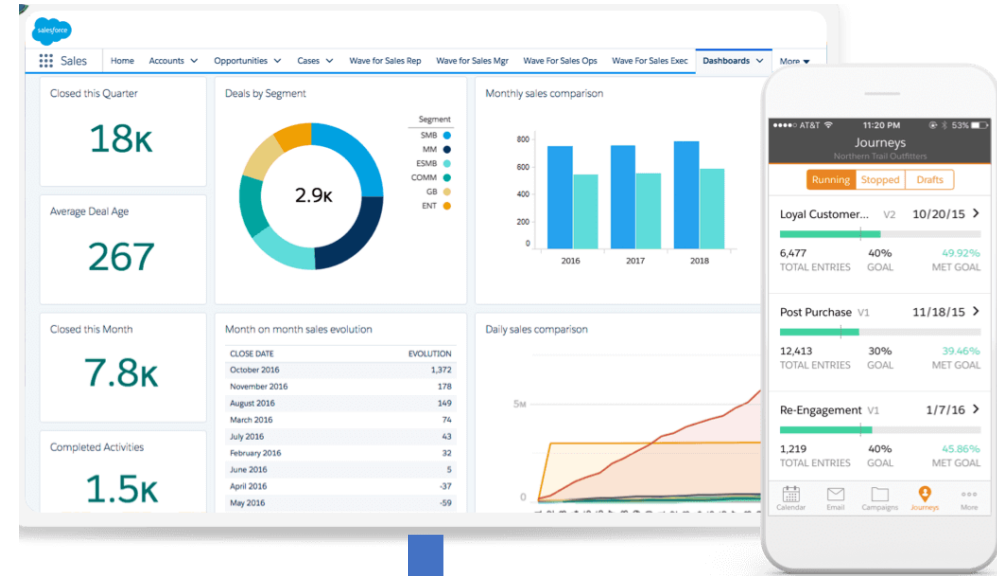 salesforce
Sales Home Accounts Opportunities Cases Wave for Sales Rep Wave for Sales Mgr Wave For Sales Ops Wave For Sales Exec Dashboards More
Closed this Quarter
18K
Average Deal Age
267
Closed this Month
7.8K
Completed Activities
1.5K
Deals by Segment
2.9K
Segment
SMB
MM
ESMB
COMM
GB
ENT
Monthly sales comparison
800
600
400
200
0
2016 2017 2018
Month on month sales evolution
CLOSE DATE EVOLUTION
October 2016 1,372
November 2016 178
August 2016 149
March 2016 74
July 2016 43
February 2016 32
June 2016 5
April 2016 -37
May 2016 -59
Daily sales comparison
5M
0
AT&T 11:20 PM 53%
Journeys
Northern Trail Outfitters
Running Stopped Drafts
Loyal Customer... V2 10/20/15
6,477 40% 49.92%
TOTAL ENTRIES GOAL MET GOAL
Post Purchase V1 11/18/15
12,413 30% 39.46%
TOTAL ENTRIES GOAL MET GOAL
Re-Engagement V1 1/7/16
1,219 40% 45.86%
TOTAL ENTRIES GOAL MET GOAL
Calendar Email Campaigns Journeys More